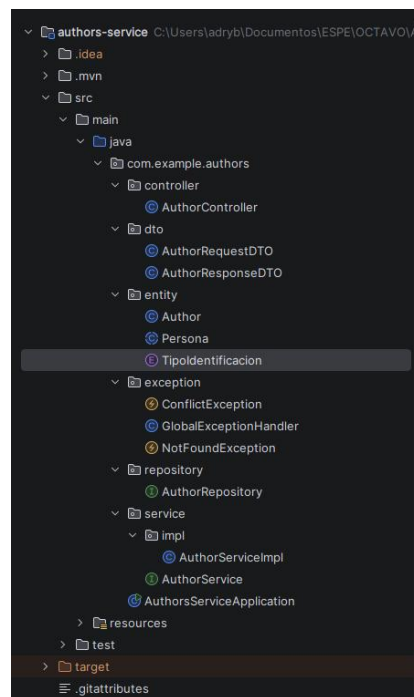 authors-service C:\Users\adryb\Documentos\ESPE\OCTAVO\
.idea
.mvn
src
main
java
com.example.authors
controller
AuthorController
dto
AuthorRequestDTO
AuthorResponseDTO
entity
Author
Persona
TipoIdentificacion
exception
ConflictException
GlobalExceptionHandler
NotFoundException
repository
AuthorRepository
service
impl
AuthorServiceImpl
AuthorService
AuthorsServiceApplication
resources
test
target
.gitattributes